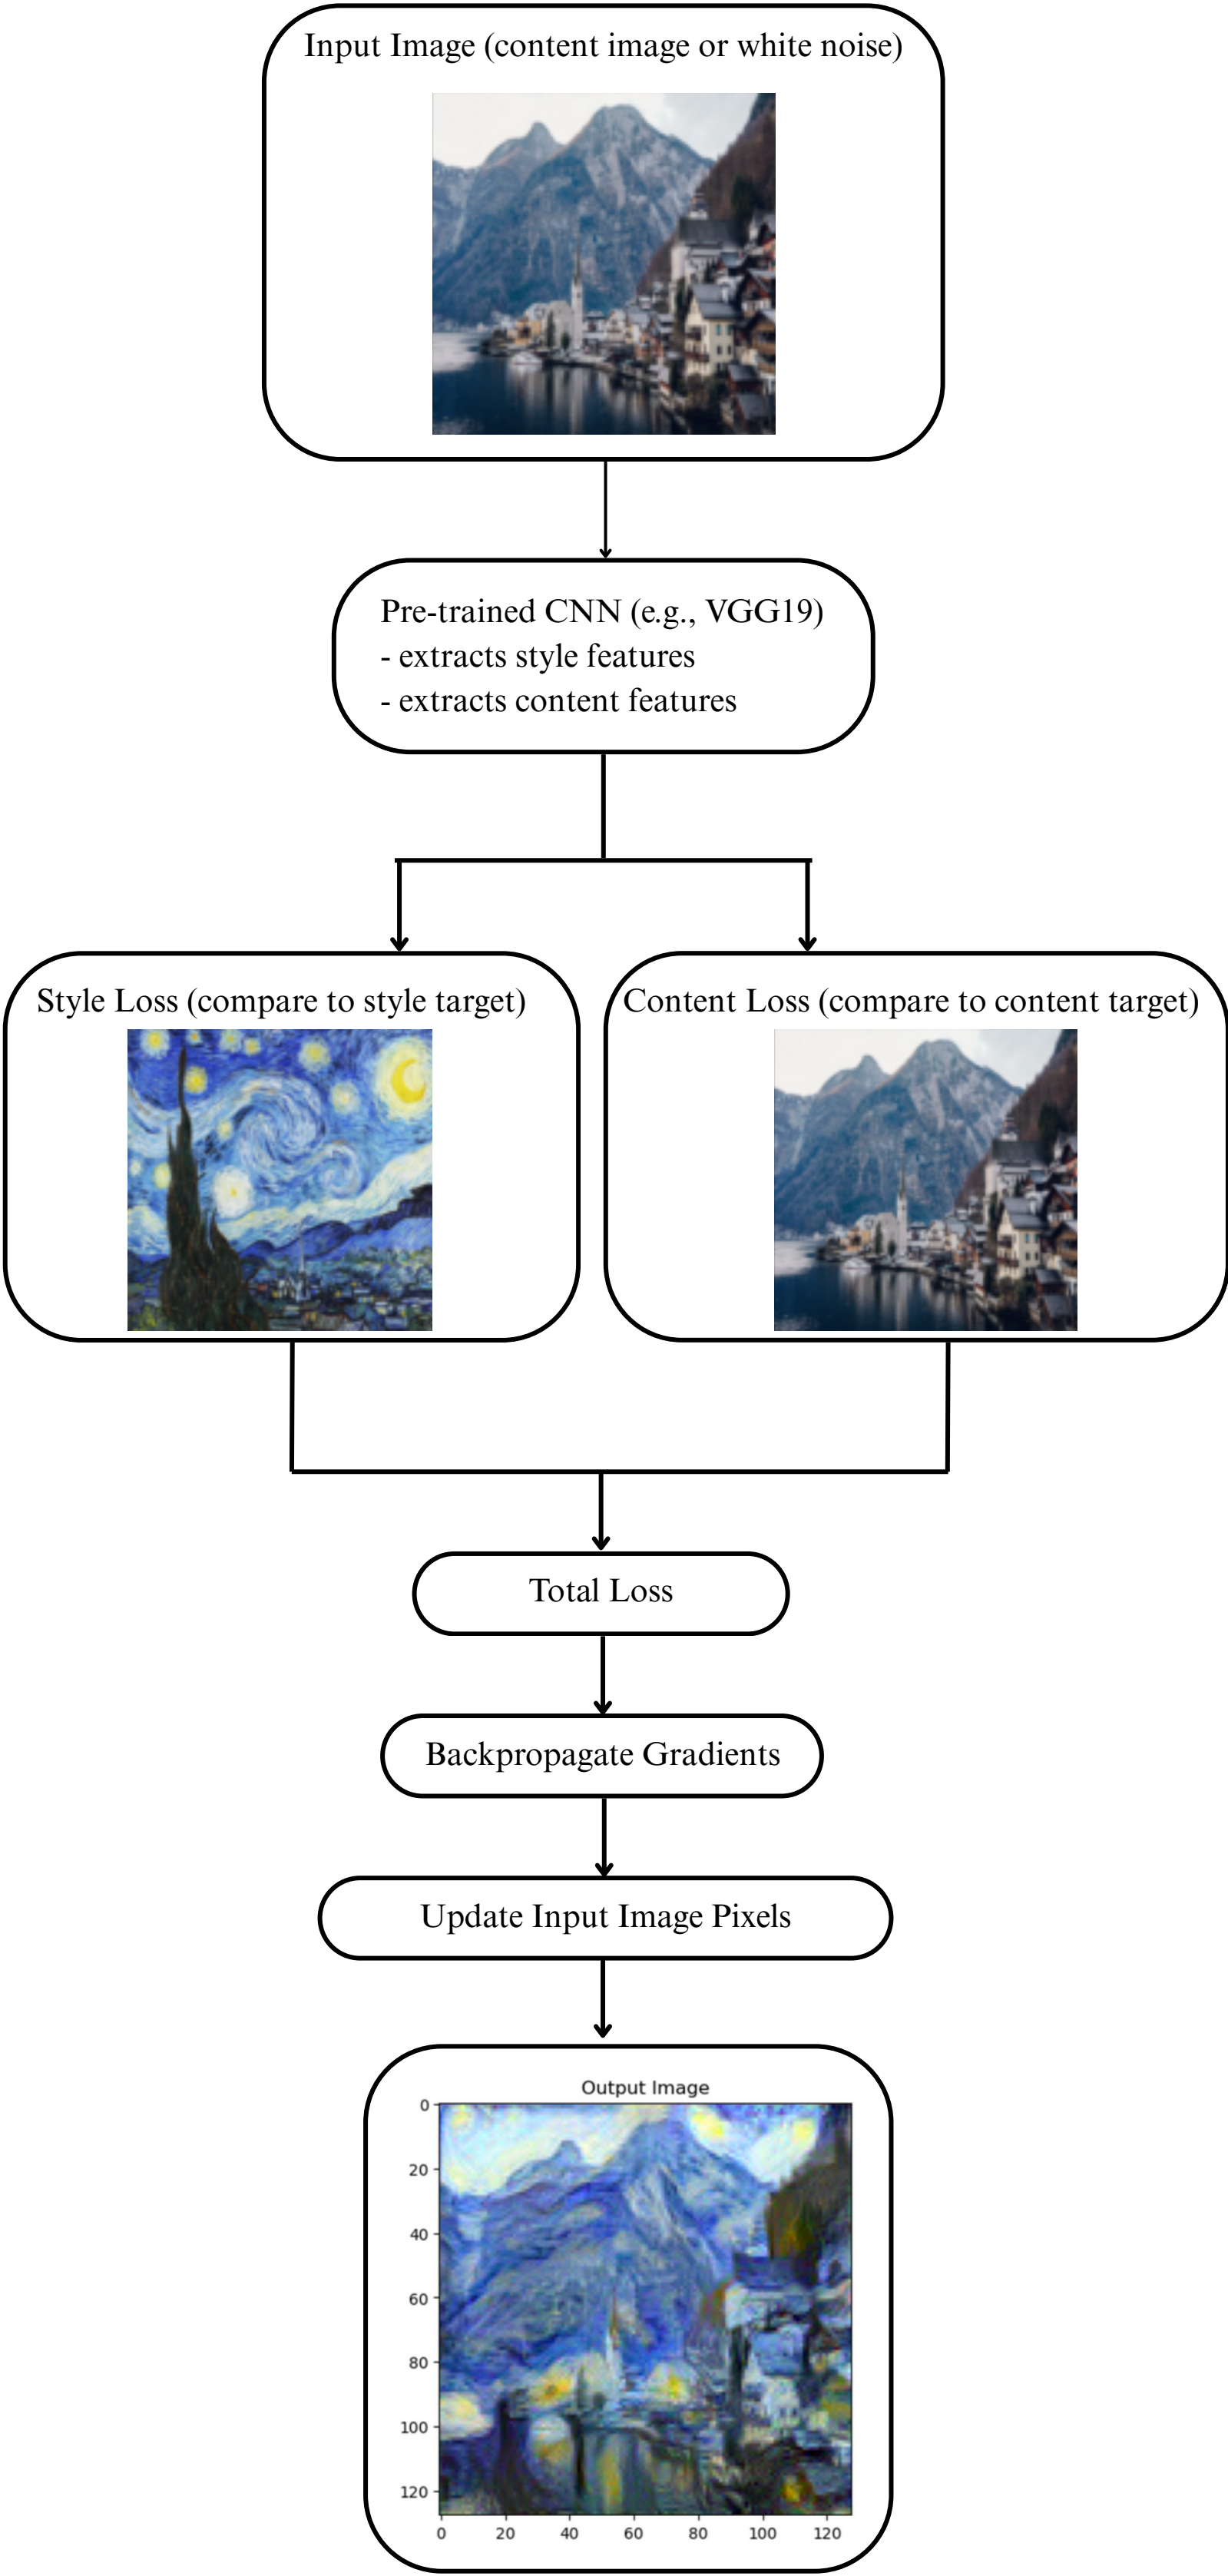 Input Image (content image or white noise)
Pre-trained CNN (e.g., VGG19)
- extracts style features
- extracts content features
Style Loss (compare to style target)
Content Loss (compare to content target)
Total Loss
Backpropagate Gradients
Update Input Image Pixels
Output Image
0
20
40
60
80
100
120
0 20 40 60 80 100 120